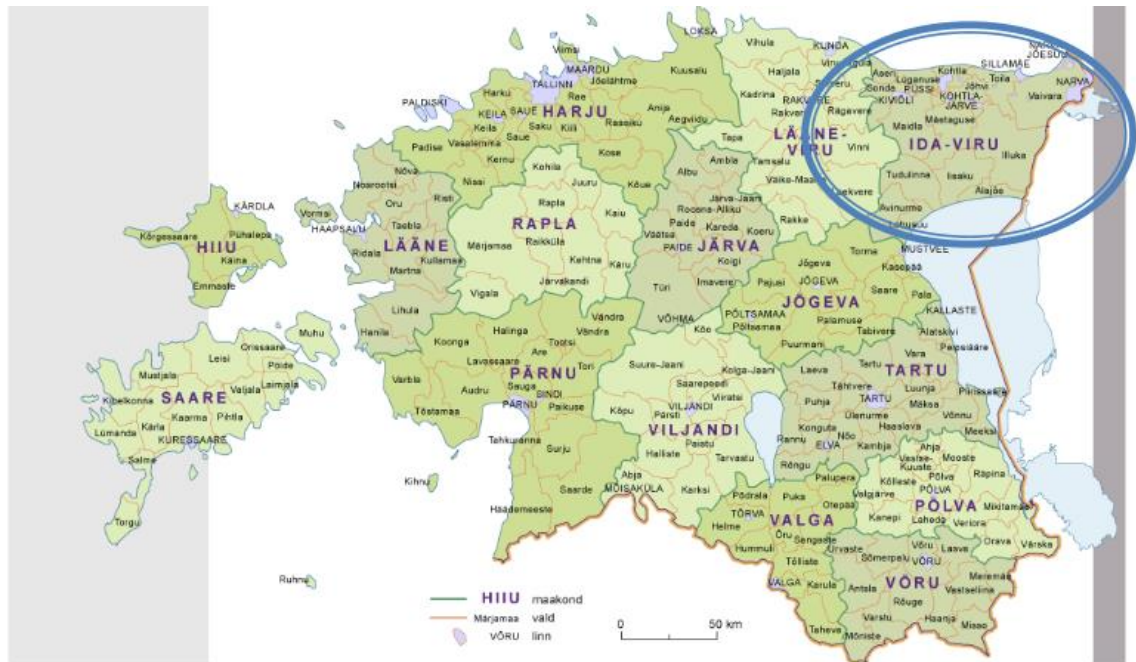 LOKSA
Viimsi
MAARDU
TALLINN
Jõelähtme
Kuusalu
Harku
Rae
PALDISKI
SAUE
HARJU
Anija
KEILA
Keila
Saku
Kiili
Raasiku
Aegviidu
Saue
Padise
Vasalemma
Kernu
Kose
Nissi
Kõue
Vihula
KUNDA
Haljala
Kadrina
RAKVERE
Rägavere
LÄÄNE-
VIRU
Tapa
Vinni
Tamsalu
Rakke
NARVA
SILLAMÄE
Aseri
Lüganuse
Kohtla
Toila
Sonda
PÜSSI
Jõhvi
KIVIÕLI
KOHTLA-
JÄRVE
Vaivara
Maidla
Mäetaguse
IDA-VIRU
Illuka
Tudulinna
Iisaku
Alajõe
Avinurme
Lohusuu
Nõva
Noarootsi
Risti
Oru
Vormsi
Taebla
HAAPSALU
LÄÄNE
Ridala
Kullamaa
Martna
Lihula
Hanila
KÄRDLA
Kõrgessaare
Pühalepa
HIIU
Käina
Emmaste
Kohila
Juuru
Rapla
Kaiu
RAPLA
Raikküla
Märjamaa
Kehtna
Käru
Järvakandi
Vigala
Ambla
Albu
Järva-Jaani
Roosna-Alliku
Paide
Kareda
Koeru
Väätsa
PAIDE
JÄRVA
Koigi
Imavere
Türi
VÕHMA
MUSTVEE
Torma
Jõgeva
Kasepää
JÕGEVA
Pajusi
Saare
JÕGEVA
Pala
PÕLTSAMAA
KALLASTE
Põltsamaa
Palamuse
Tabivere
Puurmani
Alatskivi
Peipsiääre
Vara
Tartu
TARTU
Laeva
Tähtvere
Luunja
Piirissaare
Puhja
TARTU
Mäksa
Ülenurme
Võnnu
Konguta
Haaslava
Rannu
Nõo
Meeksi
ELVA
Kambja
Rõngu
Muhu
Orissaare
Leisi
Pöide
Mustjala
Laimjala
Valjala
SAARE
Kihelkonna
Kaarma
Pihtla
Lümanda
Kärla
KURESSAARE
Salme
Torgu
Ruhnu
Kihnu
Vändra
Halinga
Vändra
Koonga
Tootsi
Are
Lavassaare
Tori
PÄRNU
Varbla
Audru
Sauga
SINDI
PÄRNU
Paikuse
Tõstamaa
Tahkuranna
Surju
Saarde
Häädemeeste
Kõo
Suure-Jaani
Kolga-Jaani
Saarepeedi
Viiratsi
VILJANDI
Kõpu
Pärsti
VILJANDI
Paistu
Halliste
Tarvastu
Abja
MÕISAKÜLA
Karksi
Palupera
Põdrala
Puka
Otepää
TÕRVA
VALGA
Helme
Õru
Sangaste
Hummuli
Tõlliste
VALGA
Karula
Taheva
Ahja
Mooste
Vastse-
Kuuste
Põlva
Räpina
Kõlleste
PÕLVA
Valgjärve
PÕLVA
Mikitamäe
Kanepi
Laheda
Veriora
Orava
Värska
Urvaste
Võru
Lasva
Sõmerpalu
VÕRU
Meremäe
Antsla
VÕRU
Vastseliina
Rõuge
Varstu
Haanja
Misso
Mõniste
HIIU maakond
Märjamaa vald
VÕRU linn
0 50 km